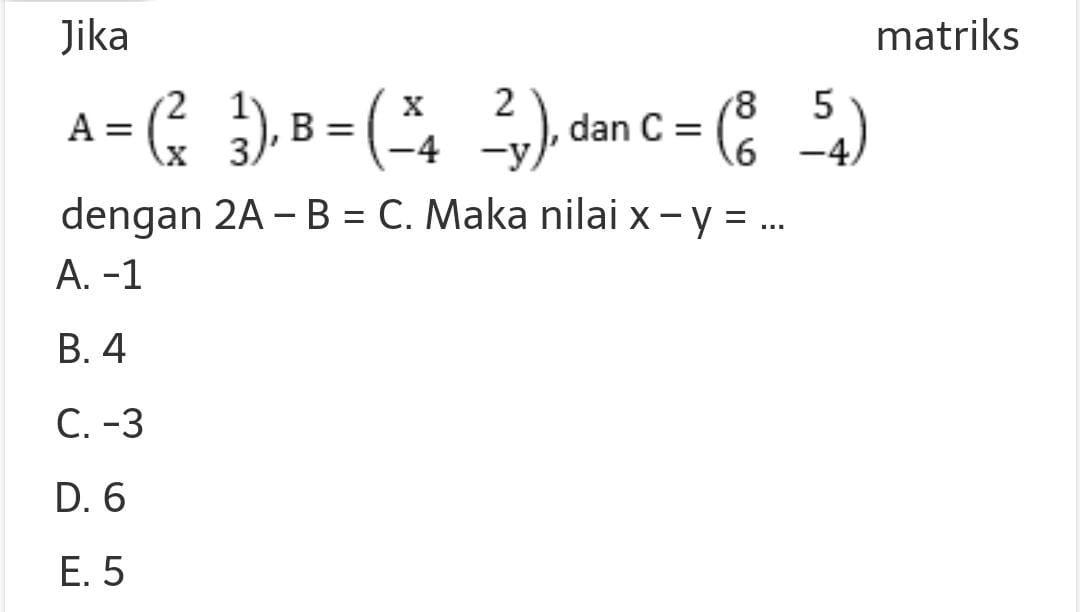 Jika matriks
A = (2 1
x 3), B = (x 2
−4 −y), dan C = (8 5
6 −4)
dengan 2A – B = C. Maka nilai x – y = ...
A. -1
B. 4
C. -3
D. 6
E. 5